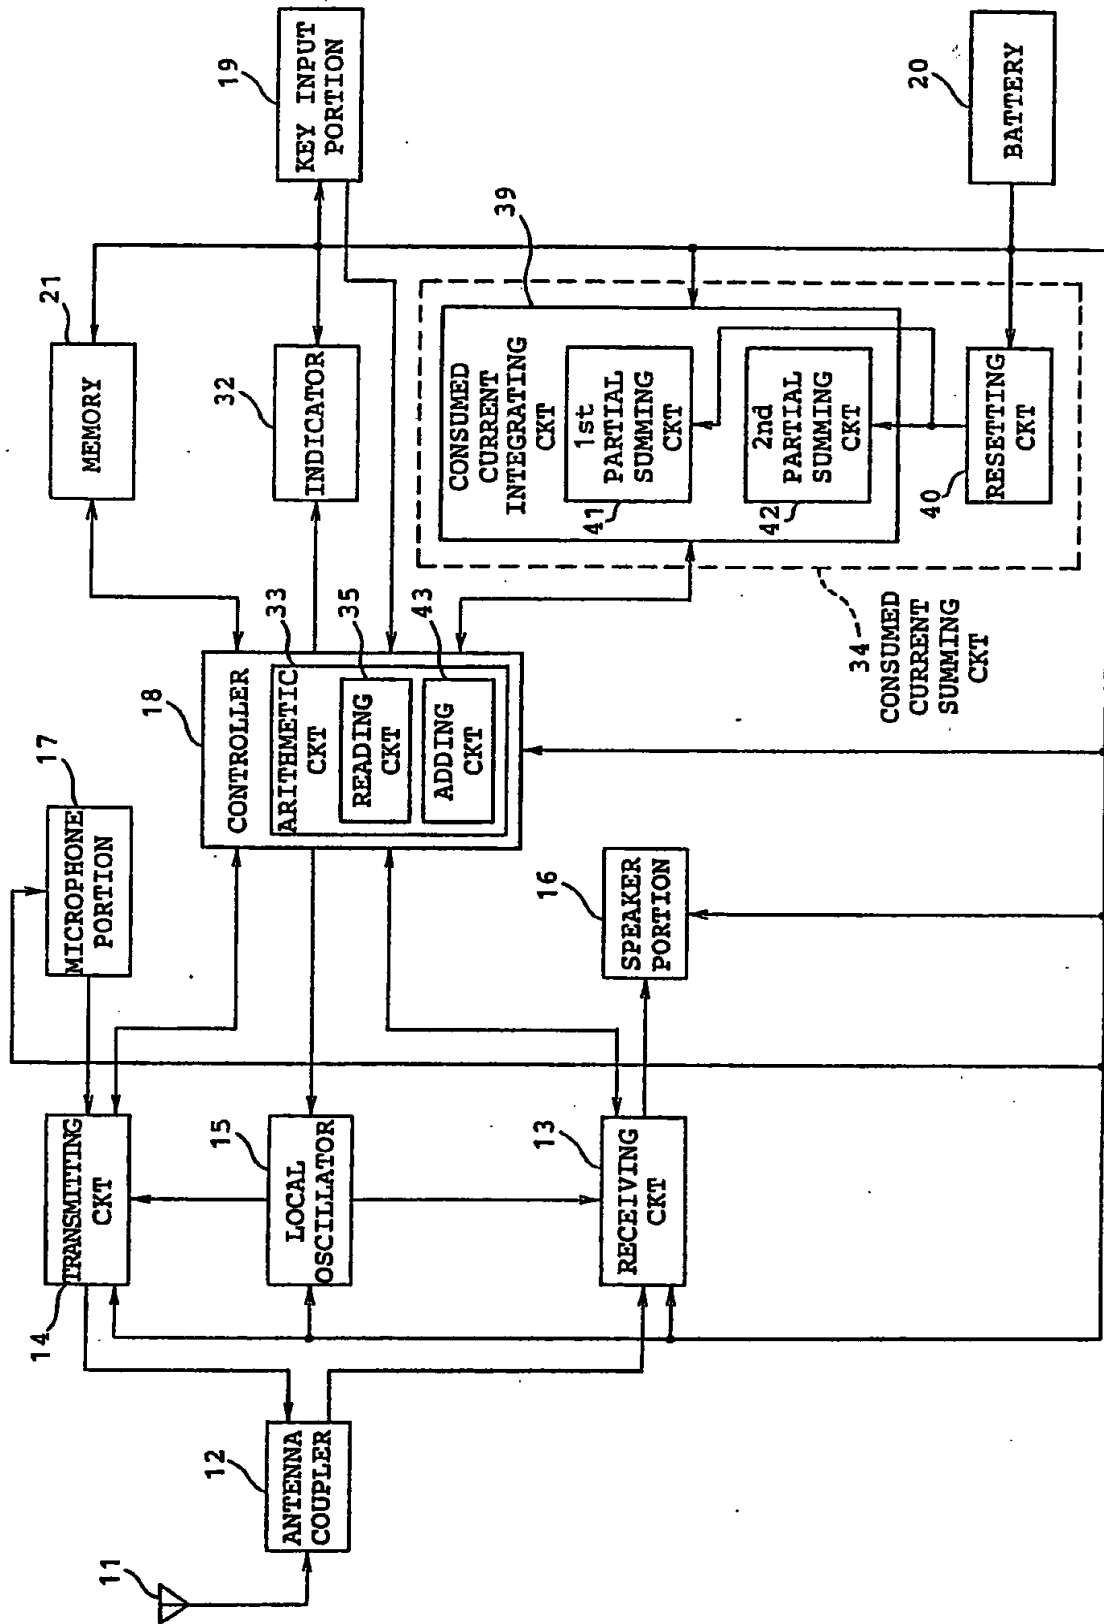 11
12
ANTENNA
COUPLER
14
TRANSMITTING
CKT
15
LOCAL
OSCILLATOR
13
RECEIVING
CKT
17
MICROPHONE
PORTION
16
SPEAKER
PORTION
18
CONTROLLER
33
ARITHMETIC
CKT
35
READING
CKT
43
ADDING
CKT
21
MEMORY
32
INDICATOR
19
KEY INPUT
PORTION
39
CONSUMED
CURRENT
INTEGRATING
CKT
41
1st
PARTIAL
SUMMING
CKT
42
2nd
PARTIAL
SUMMING
CKT
40
RESETTING
CKT
34
CONSUMED
CURRENT
SUMMING
CKT
20
BATTERY